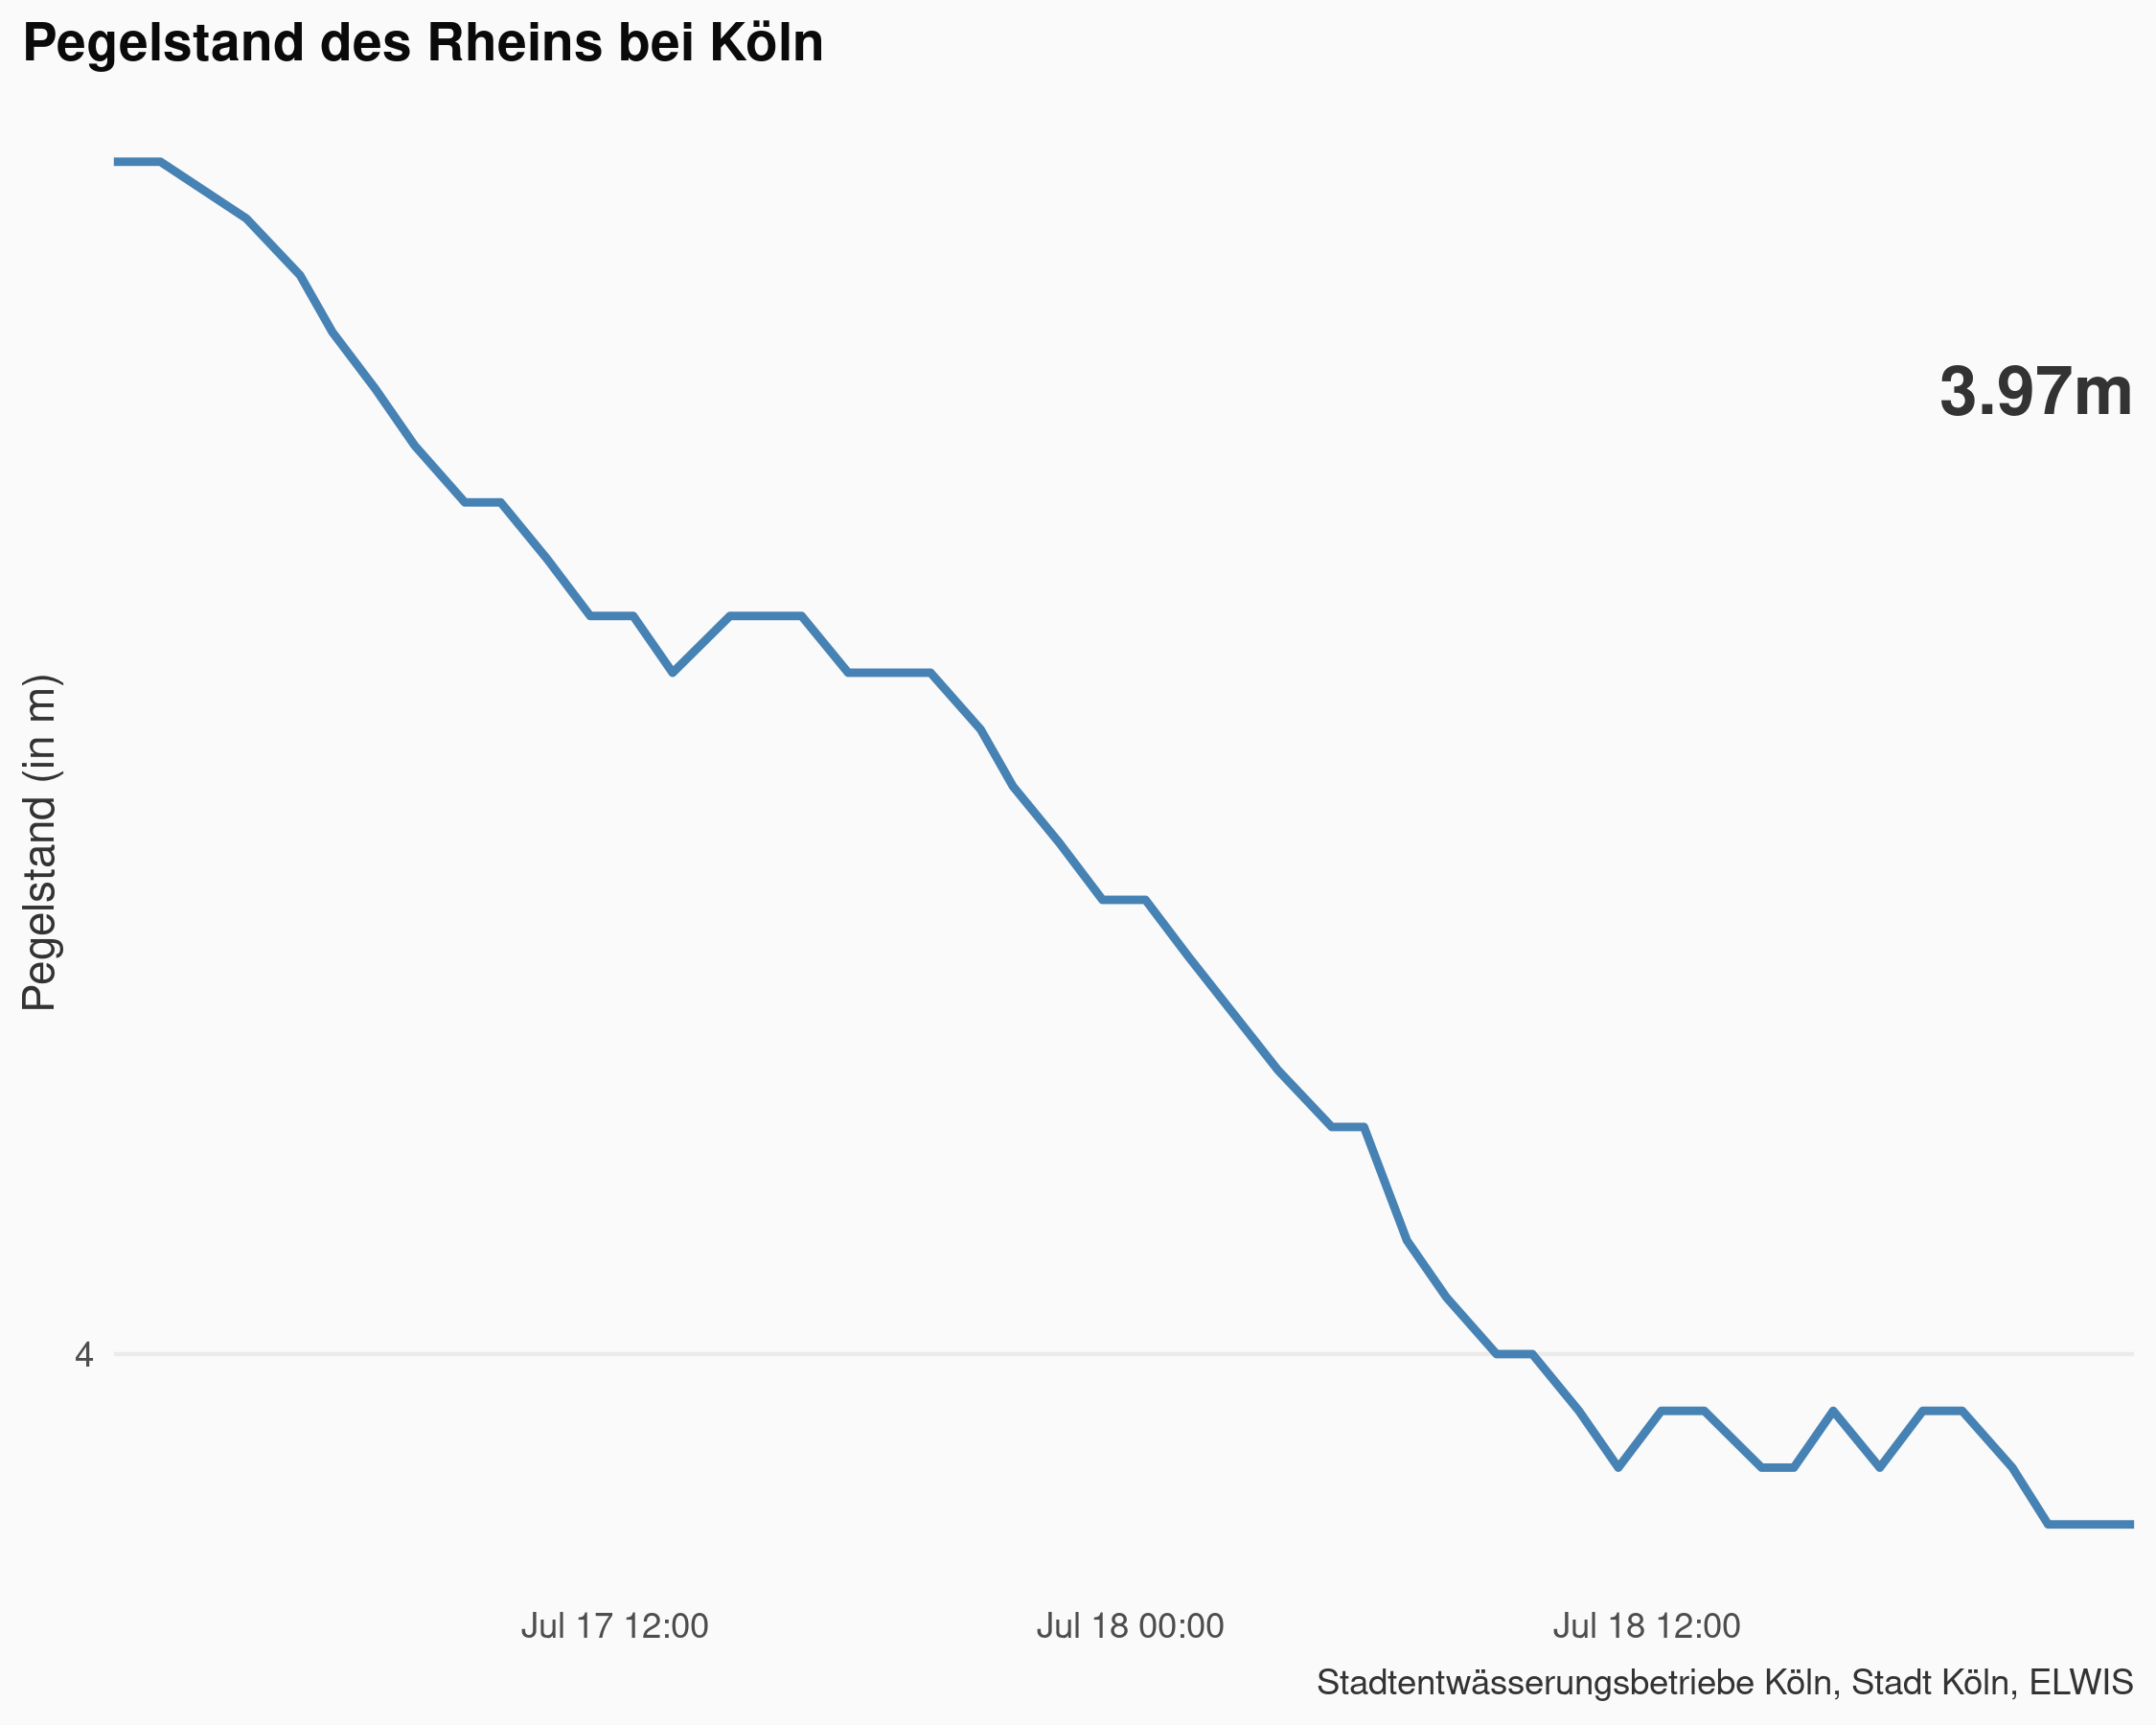 Pegelstand des Rheins bei Köln
3.97m
Pegelstand (in m)
4
Jul 17 12:00
Jul 18 00:00
Jul 18 12:00
Stadtentwässerungsbetriebe Köln, Stadt Köln, ELWIS